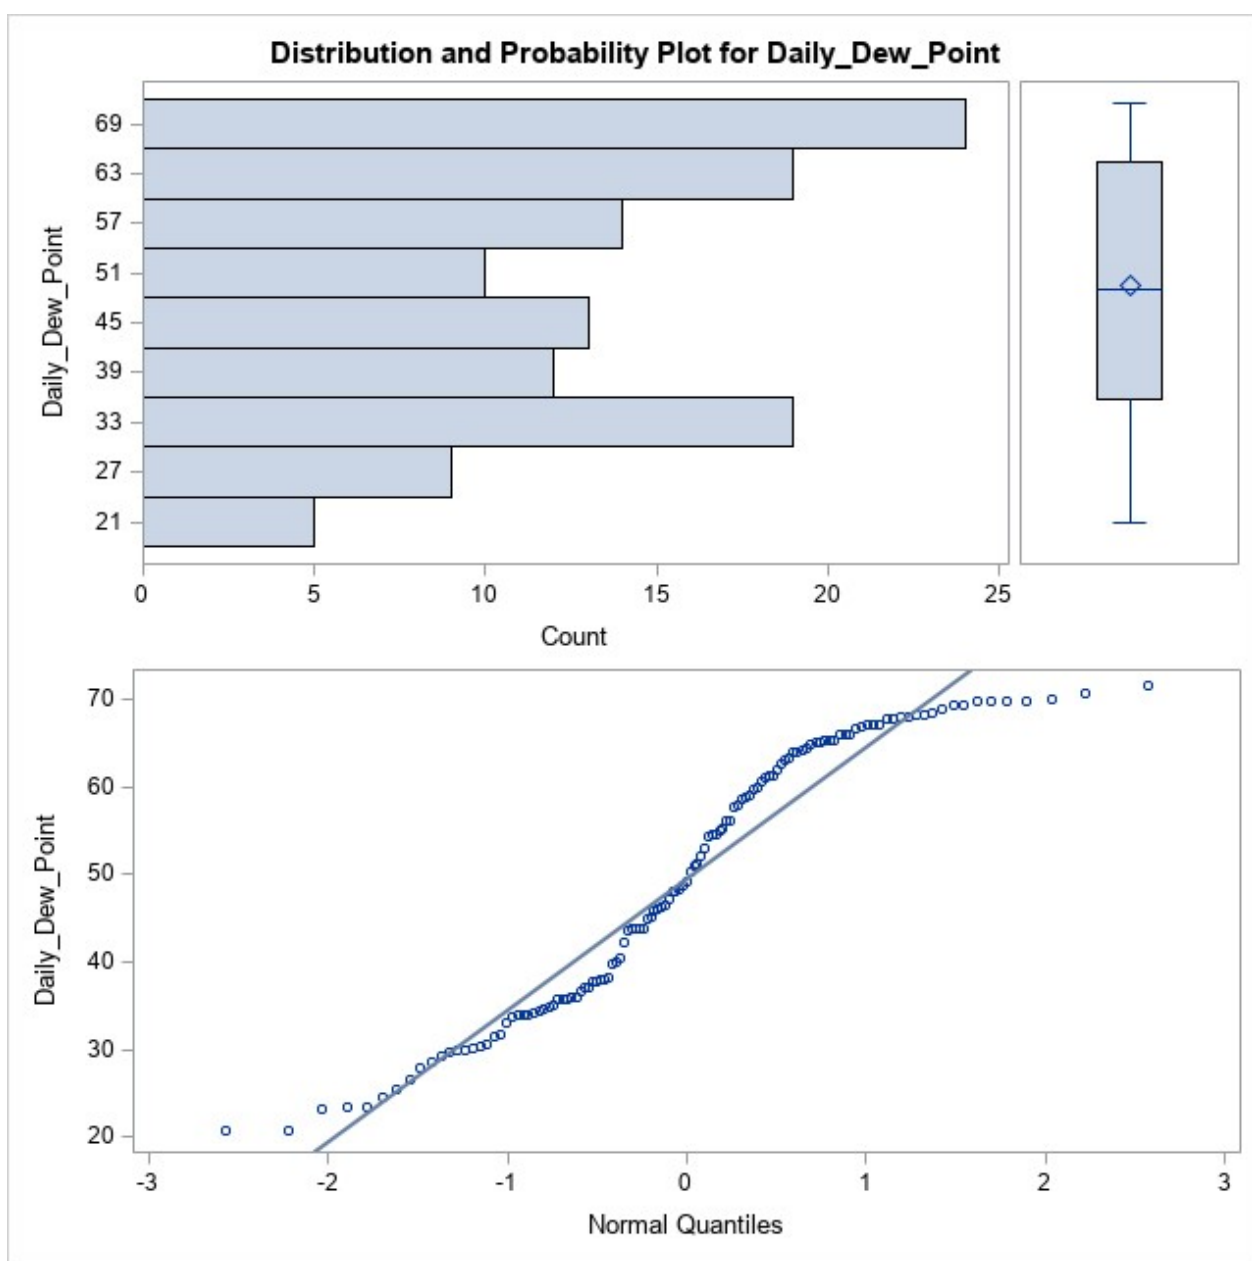 Distribution and Probability Plot for Daily_Dew_Point
Daily_Dew_Point
69
63
57
51
45
39
33
27
21
0 5 10 15 20 25
Count
Daily_Dew_Point
70
60
50
40
30
20
-3 -2 -1 0 1 2 3
Normal Quantiles